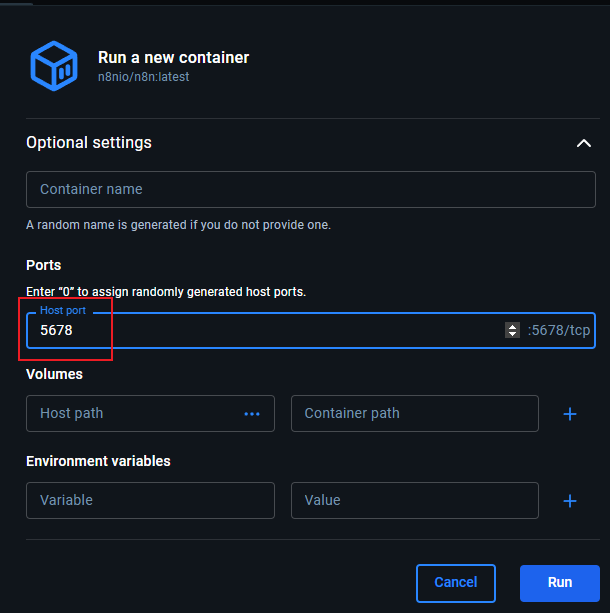 Run a new container
n8nio/n8n:latest
Optional settings
Container name
A random name is generated if you do not provide one.
Ports
Enter “0” to assign randomly generated host ports.
Host port
5678 :5678/tcp
Volumes
Host path ••• Container path +
Environment variables
Variable Value +
Cancel Run